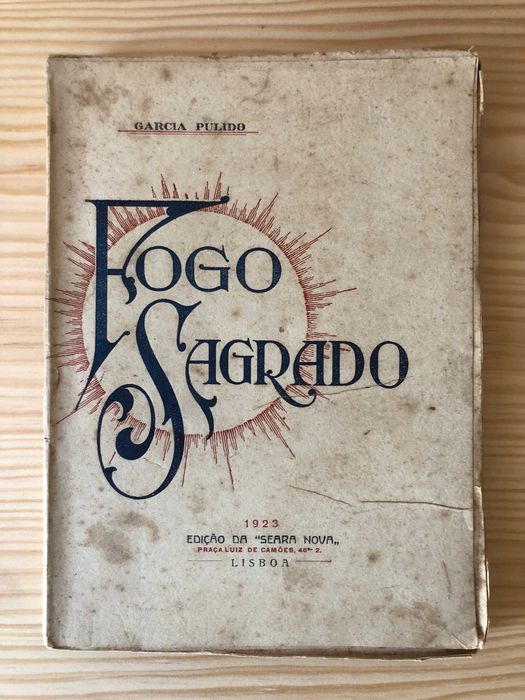 GARCIA PULIDO
FOGO
SAGRADO
1923
EDIÇÃO DA "SEARA NOVA„
PRAÇA LUIZ DE CAMÕES, 46- 2.
LISBOA